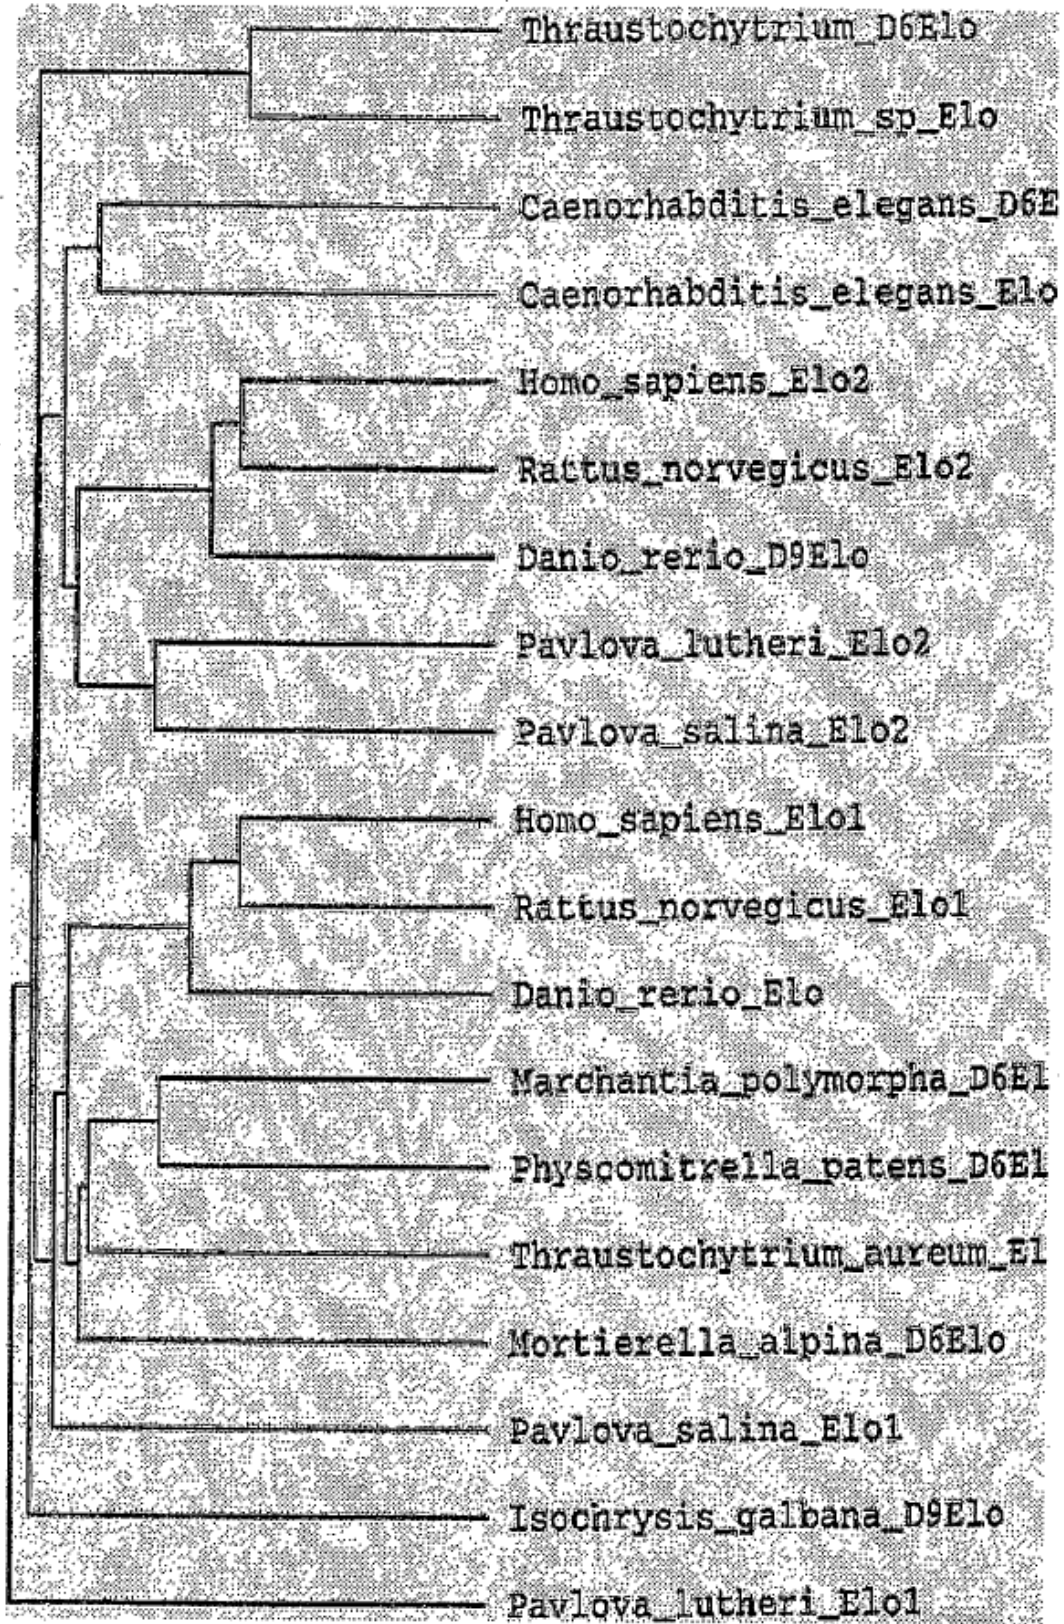 Thraustochytrium_D6Elo
Thraustochytrium_sp_Elo
Caenorhabditis_elegans_D6E
Caenorhabditis_elegans_Elo
Homo_sapiens_Elo2
Rattus_norvegicus_Elo2
Danio_rerio_D9Elo
Pavlova_lutheri_Elo2
Pavlova_salina_Elo2
Homo_sapiens_Elo1
Rattus_norvegicus_Elo1
Danio_rerio_Elo
Marchantia_polymorpha_D6El
Physcomitrella_patens_D6El
Thraustochytrium_aureum_El
Mortierella_alpina_D6Elo
Pavlova_salina_Elo1
Isochrysis_galbana_D9Elo
Pavlova_lutheri_Elo1